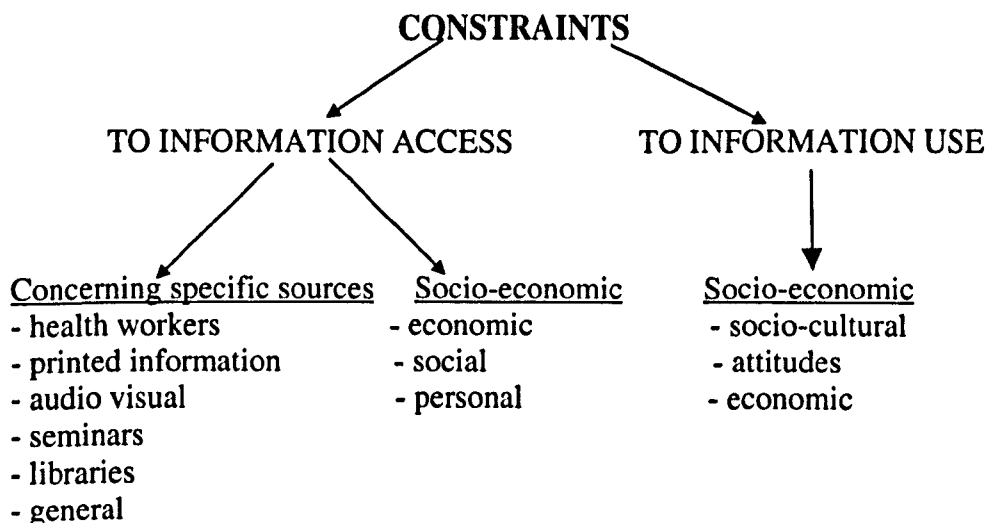 CONSTRAINTS
TO INFORMATION ACCESS
TO INFORMATION USE
Concerning specific sources
- health workers
- printed information
- audio visual
- seminars
- libraries
- general
Socio-economic
- economic
- social
- personal
Socio-economic
- socio-cultural
- attitudes
- economic